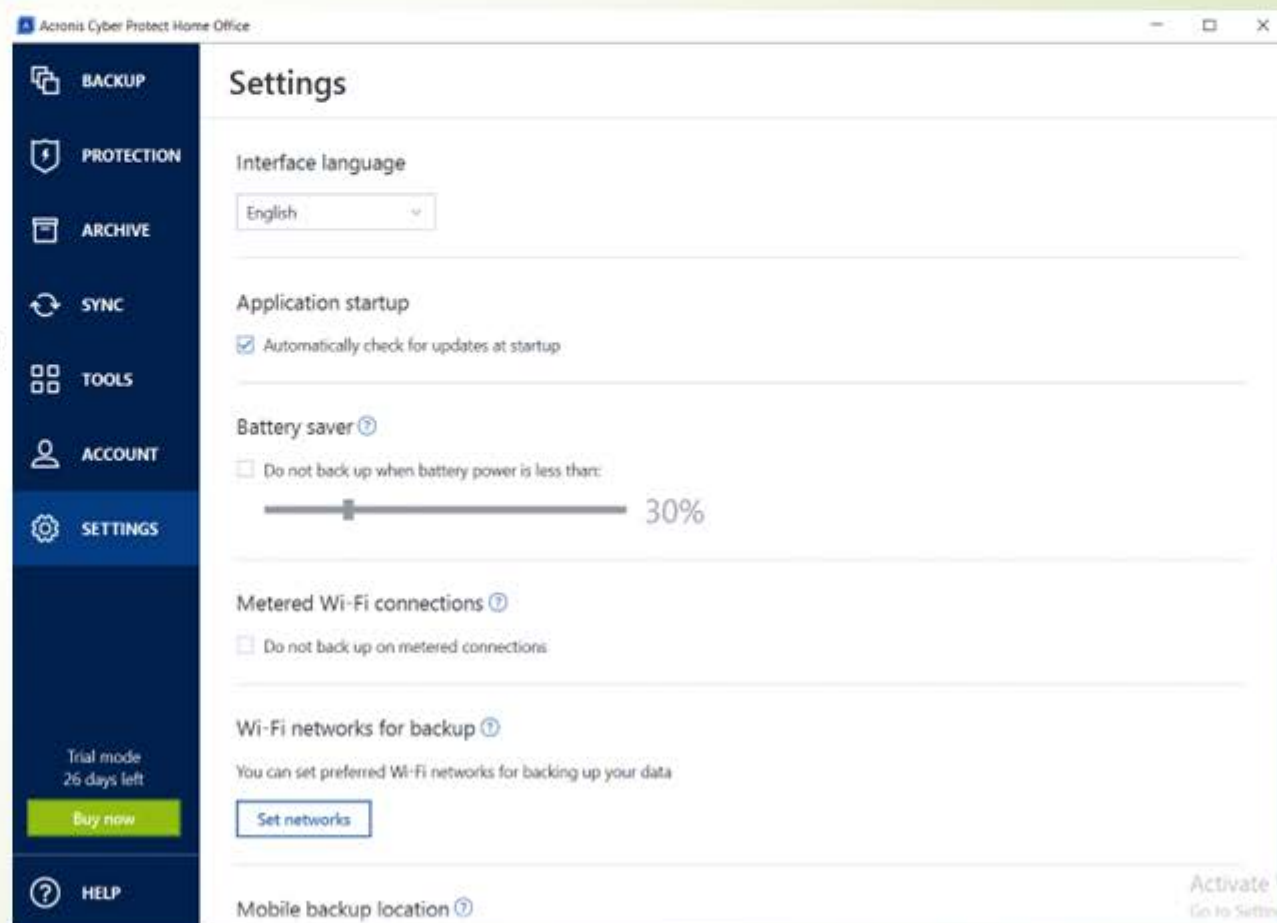 Acronis Cyber Protect Home Office
BACKUP
PROTECTION
ARCHIVE
SYNC
TOOLS
ACCOUNT
SETTINGS
Trial mode
26 days left
Buy now
HELP
Settings
Interface language
English
Application startup
Automatically check for updates at startup
Battery saver
Do not back up when battery power is less than:
30%
Metered Wi-Fi connections
Do not back up on metered connections
Wi-Fi networks for backup
You can set preferred Wi-Fi networks for backing up your data
Set networks
Mobile backup location
Activate
Go to